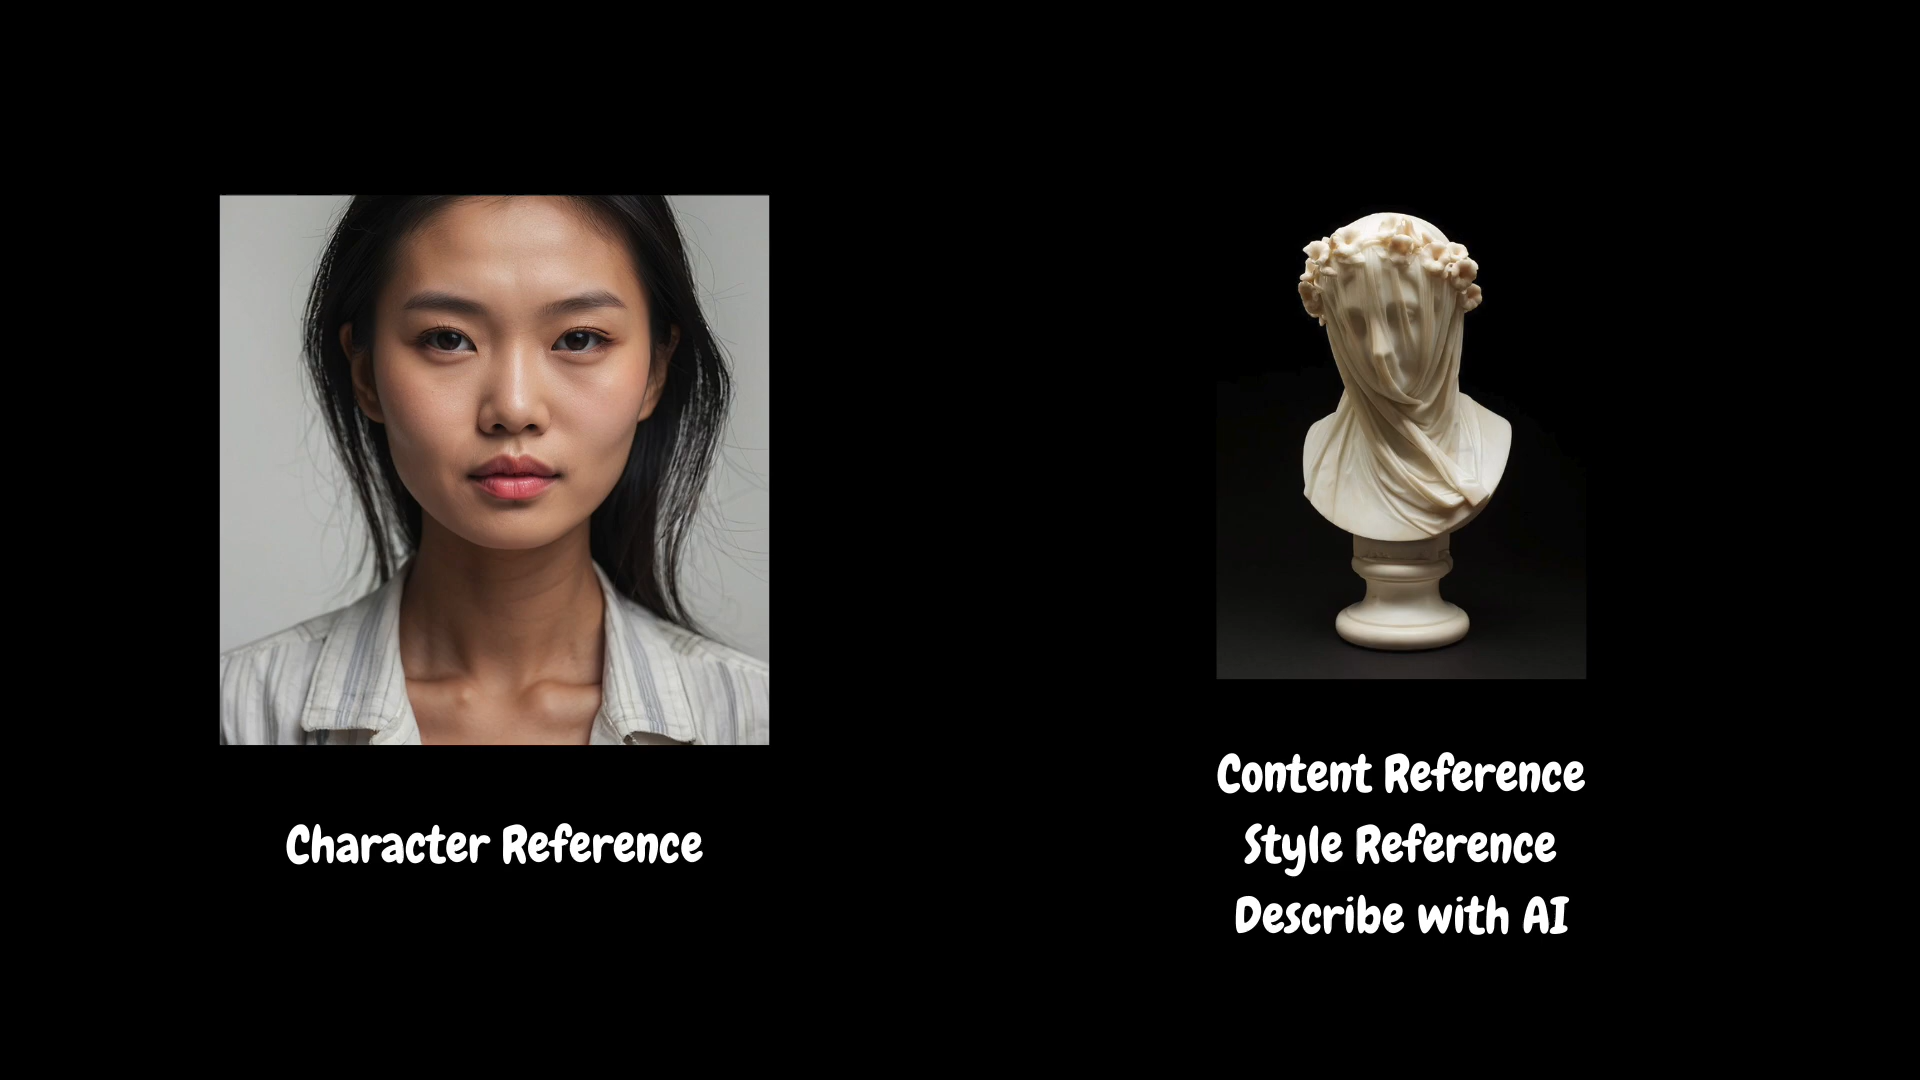 Character Reference
Content Reference
Style Reference
Describe with AI